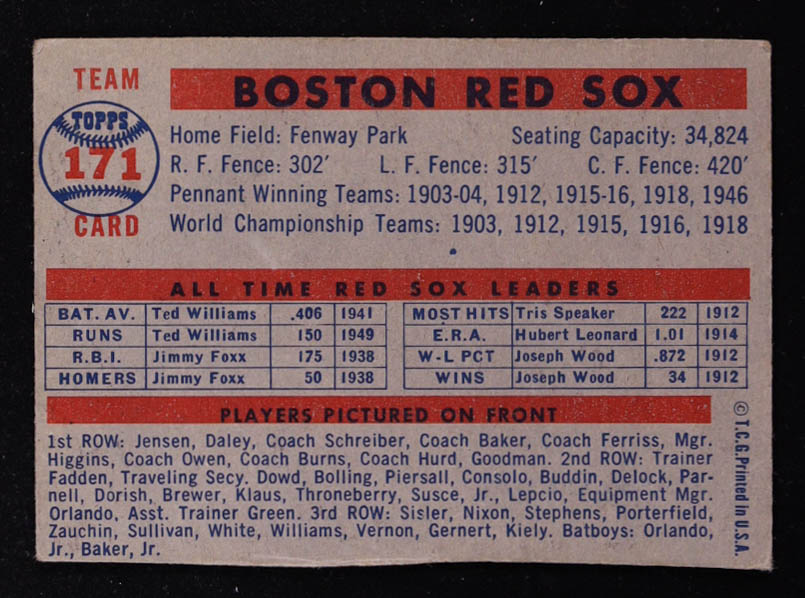 TEAM
TOPPS
171
CARD
BOSTON RED SOX
Home Field: Fenway Park Seating Capacity: 34,824
R. F. Fence: 302′ L. F. Fence: 315′ C. F. Fence: 420′
Pennant Winning Teams: 1903-04, 1912, 1915-16, 1918, 1946
World Championship Teams: 1903, 1912, 1915, 1916, 1918
ALL TIME RED SOX LEADERS
BAT. AV. Ted Williams .406 1941 MOST HITS Tris Speaker 222 1912
RUNS Ted Williams 150 1949 E.R.A. Hubert Leonard 1.01 1914
R.B.I. Jimmy Foxx 175 1938 W-L PCT Joseph Wood .872 1912
HOMERS Jimmy Foxx 50 1938 WINS Joseph Wood 34 1912
PLAYERS PICTURED ON FRONT
1st ROW: Jensen, Daley, Coach Schreiber, Coach Baker, Coach Ferriss, Mgr.
Higgins, Coach Owen, Coach Burns, Coach Hurd, Goodman. 2nd ROW: Trainer
Fadden, Traveling Secy. Dowd, Bolling, Piersall, Consolo, Buddin, Delock, Par-
nell, Dorish, Brewer, Klaus, Throneberry, Susce, Jr., Lepcio, Equipment Mgr.
Orlando, Asst. Trainer Green. 3rd ROW: Sisler, Nixon, Stephens, Porterfield,
Zauchin, Sullivan, White, Williams, Vernon, Gernert, Kiely. Batboys: Orlando,
Jr., Baker, Jr.
© T.C.G. Printed in U.S.A.